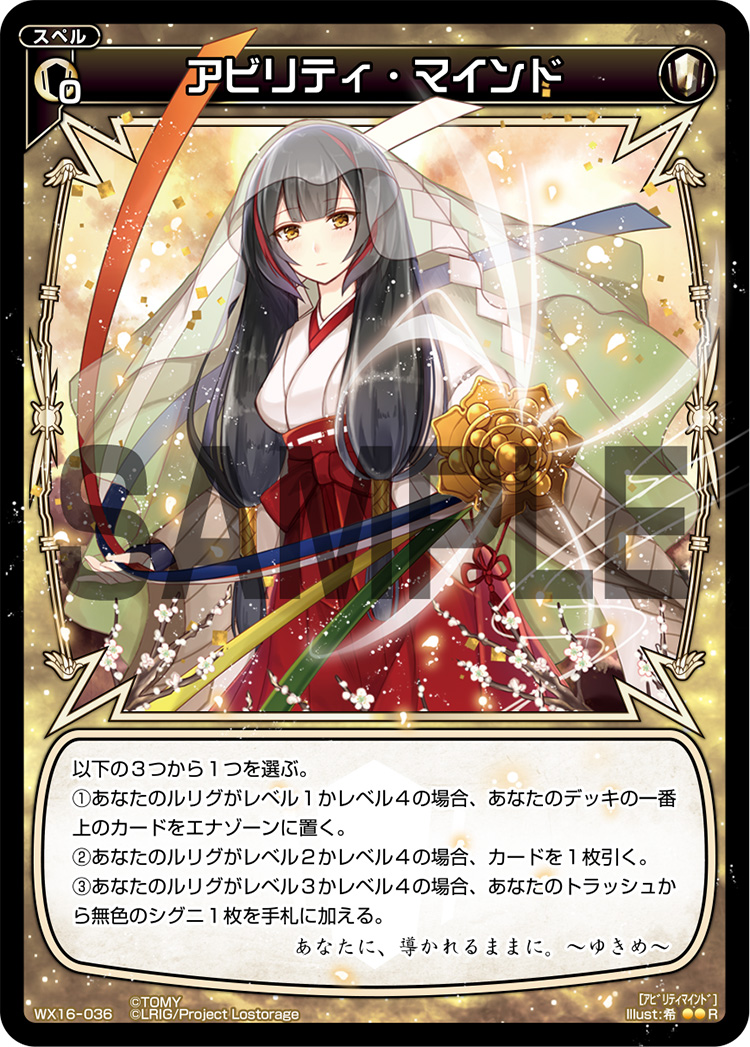 スペル
アビリティ・マインド
0
SAMPLE
以下の３つから１つを選ぶ。
①あなたのルリグがレベル１かレベル４の場合、あなたのデッキの一番
上のカードをエナゾーンに置く。
②あなたのルリグがレベル２かレベル４の場合、カードを１枚引く。
③あなたのルリグがレベル３かレベル４の場合、あなたのトラッシュか
ら無色のシグニ１枚を手札に加える。
あなたに、導かれるままに。～ゆきめ～
WX16-036
©TOMY
©LRIG/Project Lostorage
[ｱﾋﾞﾘﾃｨﾏｲﾝﾄﾞ]
Illust:希 R